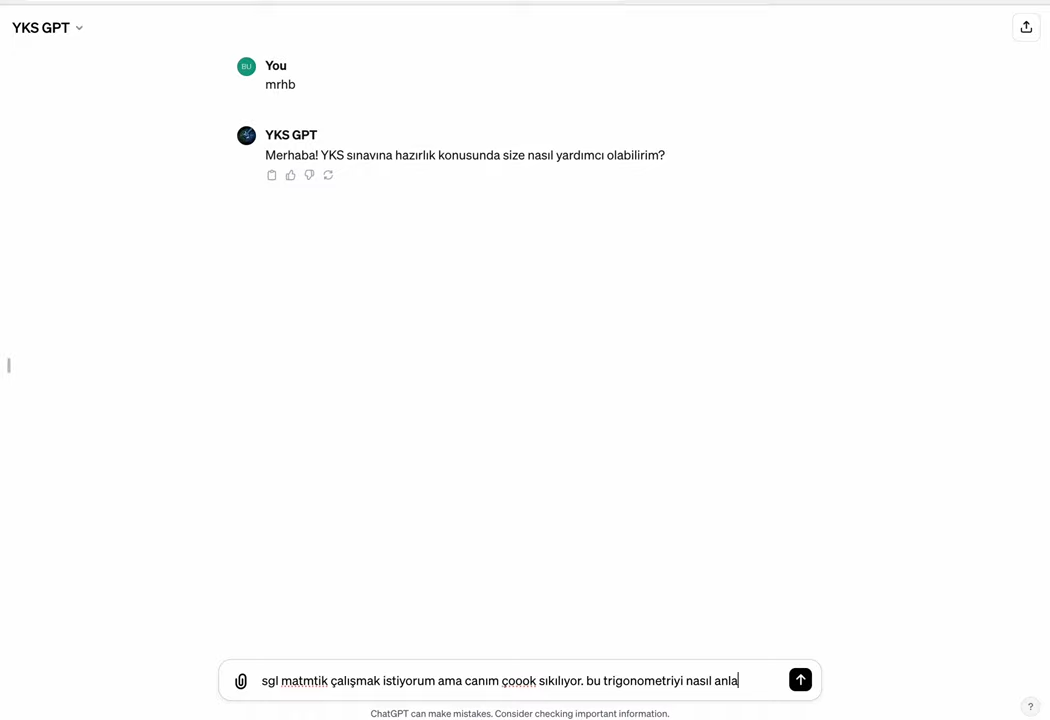 YKS GPT
BU
You
mrhb
YKS GPT
Merhaba! YKS sınavına hazırlık konusunda size nasıl yardımcı olabilirim?
sgl matmtik çalışmak istiyorum ama canım çoook sıkılıyor. bu trigonometriyi nasıl anla
ChatGPT can make mistakes. Consider checking important information.
?